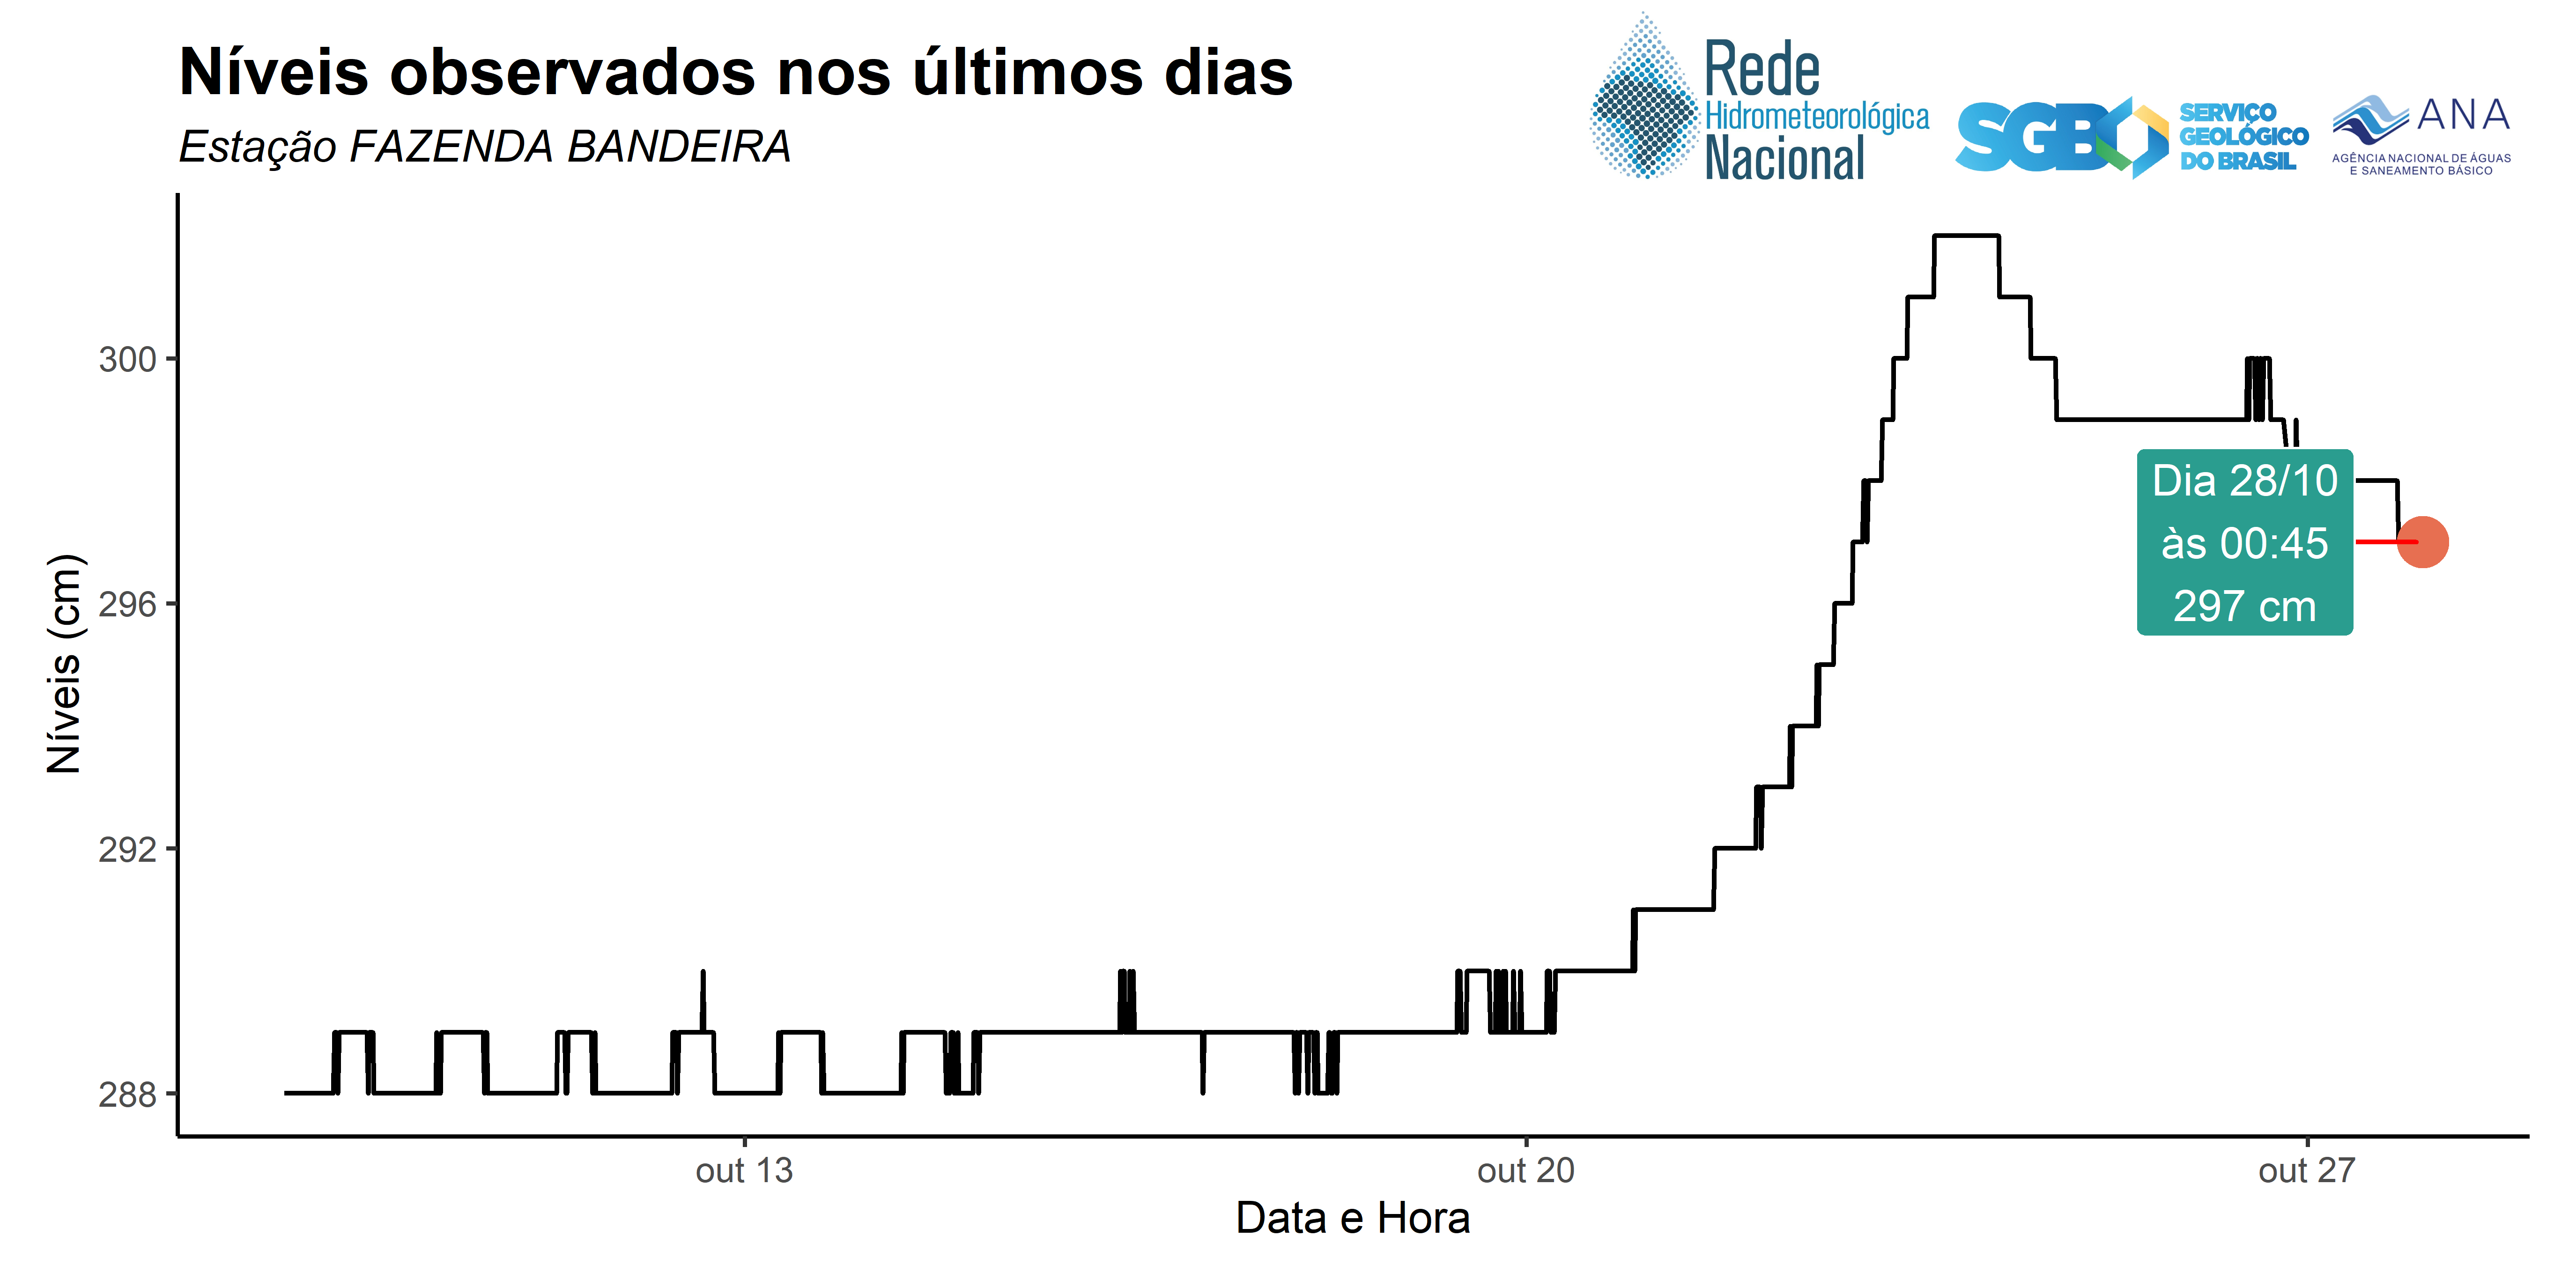 Níveis observados nos últimos dias
Estação FAZENDA BANDEIRA
Rede
Hidrometeorológica
Nacional
SGB
SERVIÇO
GEOLÓGICO
DO BRASIL
ANA
AGÊNCIA NACIONAL DE ÁGUAS
E SANEAMENTO BÁSICO
Níveis (cm)
300
296
292
288
Dia 28/10
às 00:45
297 cm
out 13
out 20
out 27
Data e Hora